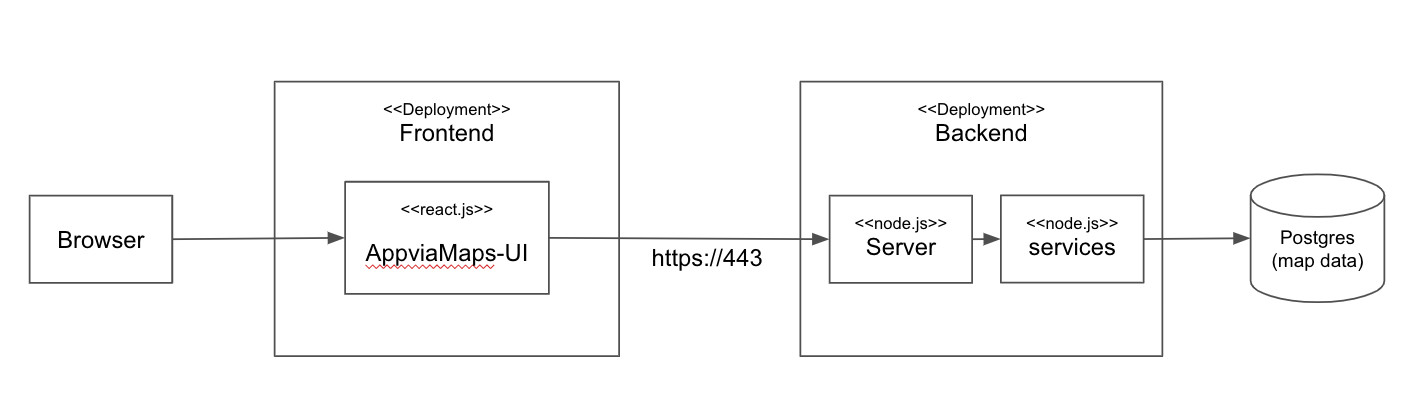 <<Deployment>>
Frontend
<<Deployment>>
Backend
Browser
<<react.js>>
AppviaMaps-UI
https://443
<<node.js>>
Server
<<node.js>>
services
Postgres
(map data)